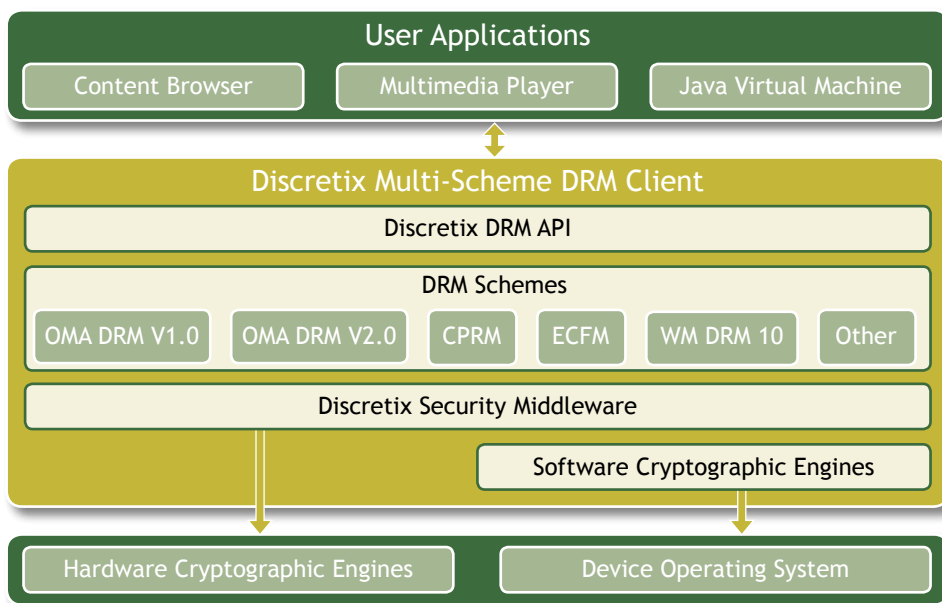 User Applications
Content Browser
Multimedia Player
Java Virtual Machine
Discretix Multi-Scheme DRM Client
Discretix DRM API
DRM Schemes
OMA DRM V1.0
OMA DRM V2.0
CPRM
ECFM
WM DRM 10
Other
Discretix Security Middleware
Software Cryptographic Engines
Hardware Cryptographic Engines
Device Operating System